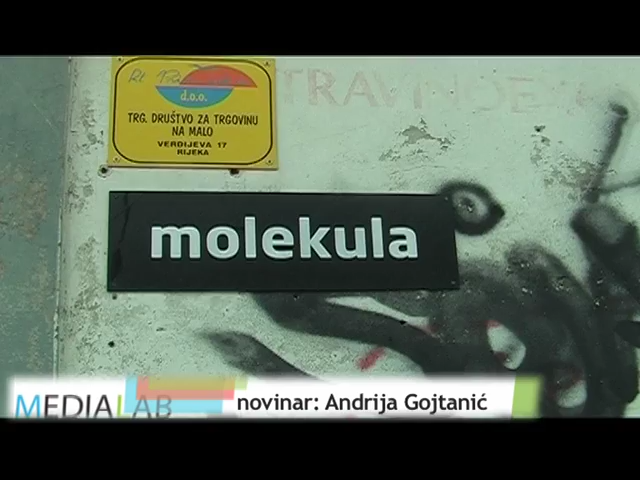 d.o.o.
TRG. DRUŠTVO ZA TRGOVINU
NA MALO
VERDIJEVA 17
RIJEKA
molekula
MEDIALAB
novinar: Andrija Gojtanić